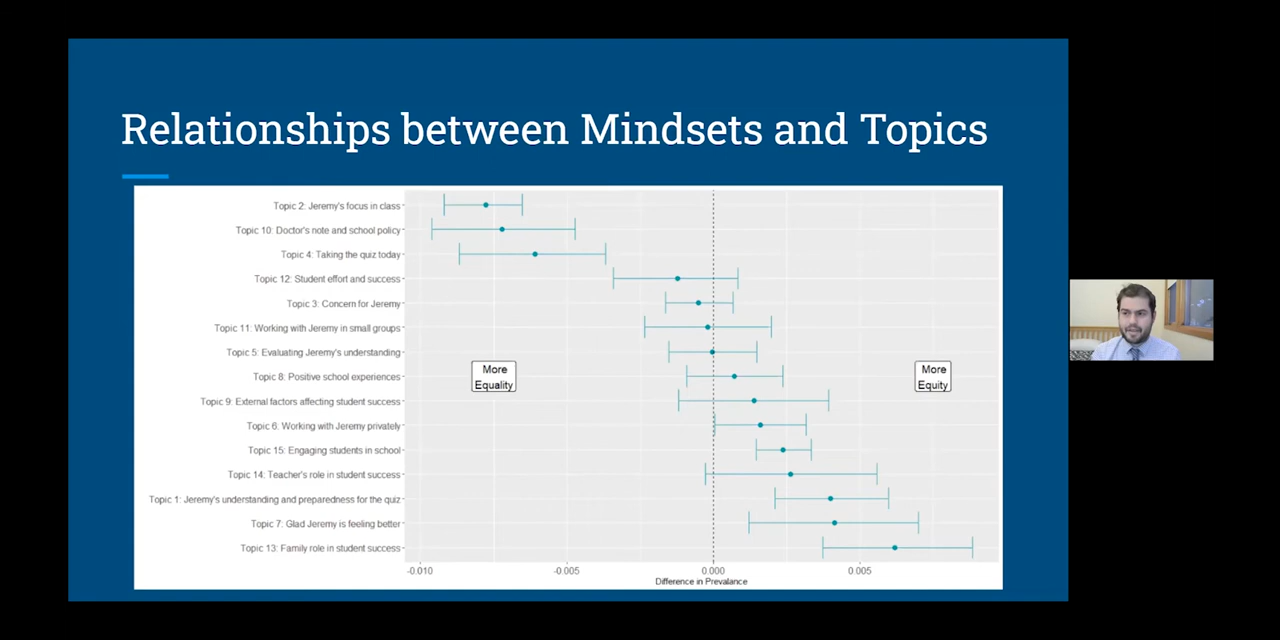 Relationships between Mindsets and Topics
Topic 2: Jeremy's focus in class
Topic 10: Doctor's note and school policy
Topic 4: Taking the quiz today
Topic 12: Student effort and success
Topic 3: Concern for Jeremy
Topic 11: Working with Jeremy in small groups
Topic 5: Evaluating Jeremy's understanding
Topic 8: Positive school experiences
Topic 9: External factors affecting student success
Topic 6: Working with Jeremy privately
Topic 15: Engaging students in school
Topic 14: Teacher's role in student success
Topic 1: Jeremy's understanding and preparedness for the quiz
Topic 7: Glad Jeremy is feeling better
Topic 13: Family role in student success
More
Equality
More
Equity
-0.010 -0.005 0.000 0.005
Difference in Prevalance